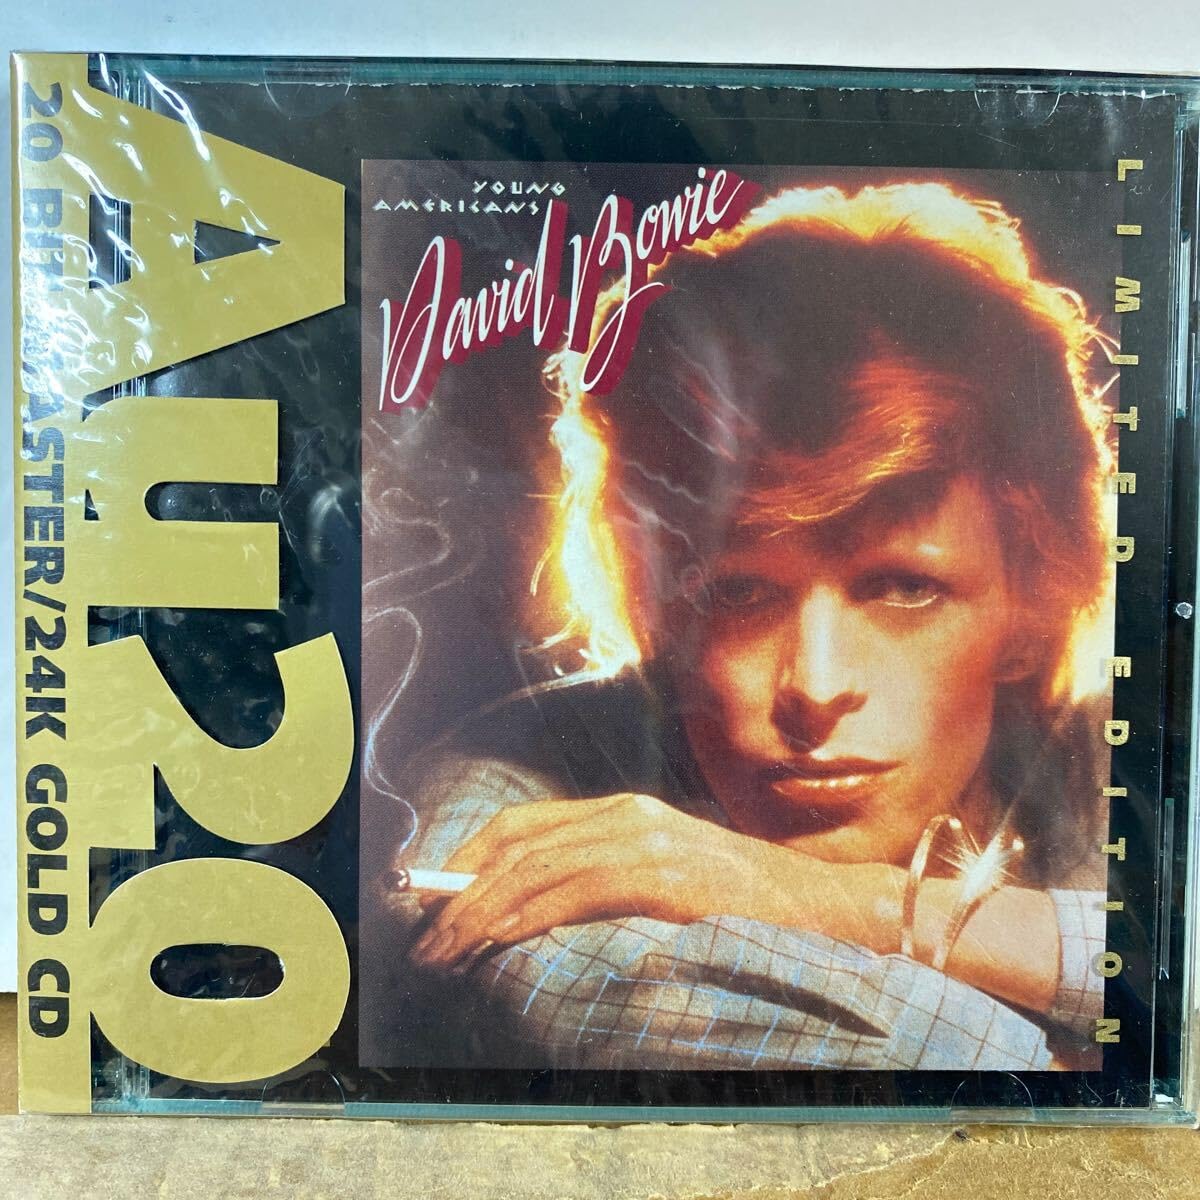 Au20
20 BIT MASTER/24K GOLD CD
YOUNG
AMERICANS
David Bowie
LIMITED EDITION